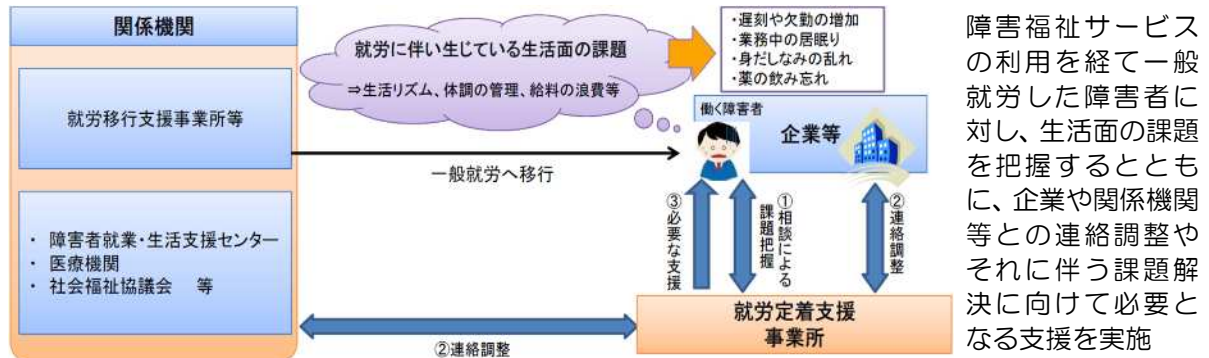 関係機関
就労移行支援事業所等
・ 障害者就業・生活支援センター
・ 医療機関
・ 社会福祉協議会　等
就労に伴い生じている生活面の課題
⇒生活リズム、体調の管理、給料の浪費等
・遅刻や欠勤の増加
・業務中の居眠り
・身だしなみの乱れ
・薬の飲み忘れ
働く障害者
企業等
一般就労へ移行
③必要な支援
①相談による
課題把握
②連絡調整
就労定着支援
事業所
②連絡調整
障害福祉サービス
の利用を経て一般
就労した障害者に
対し、生活面の課題
を把握するととも
に、企業や関係機関
等との連絡調整や
それに伴う課題解
決に向けて必要と
なる支援を実施